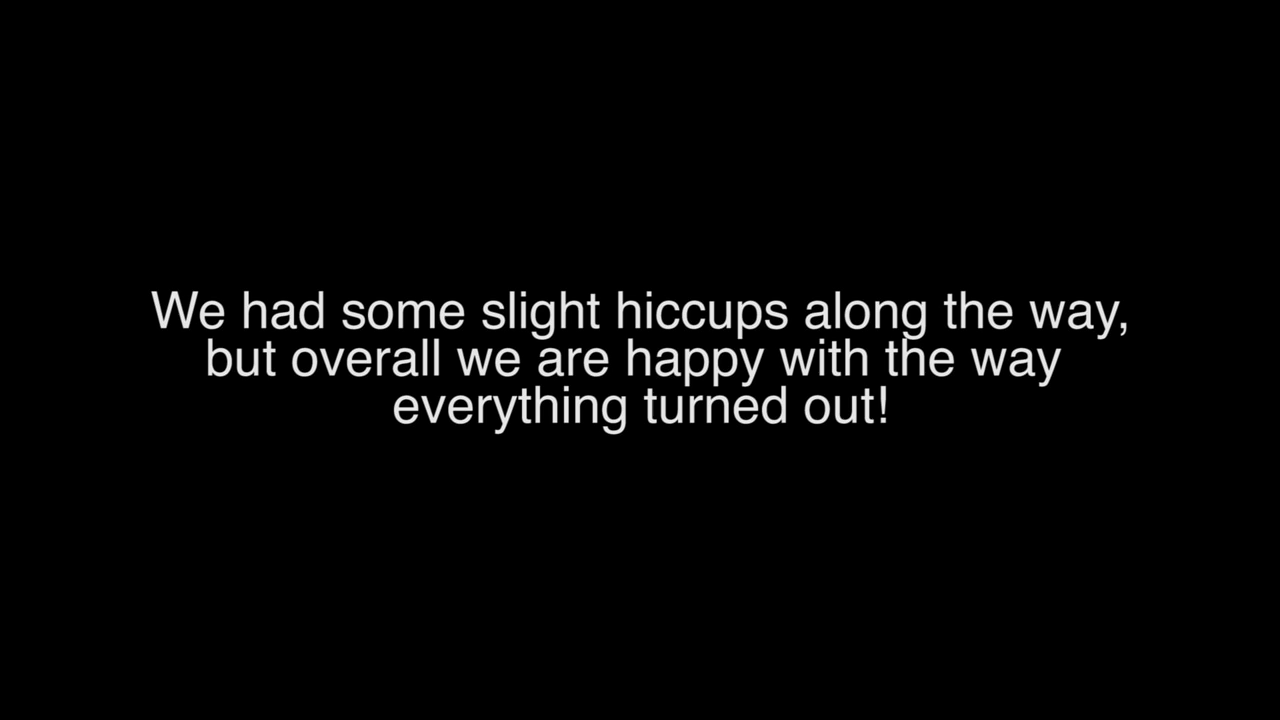 We had some slight hiccups along the way,
but overall we are happy with the way
everything turned out!